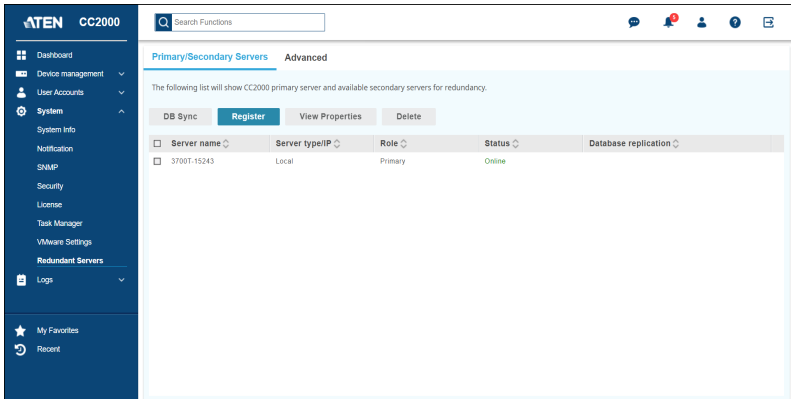 ATEN CC2000
Search Functions
5
Dashboard
Device management
User Accounts
System
System Info
Notification
SNMP
Security
License
Task Manager
VMware Settings
Redundant Servers
Logs
My Favorites
Recent
Primary/Secondary Servers Advanced
The following list will show CC2000 primary server and available secondary servers for redundancy.
DB Sync Register View Properties Delete
Server name Server type/IP Role Status Database replication
3700T-15243 Local Primary Online